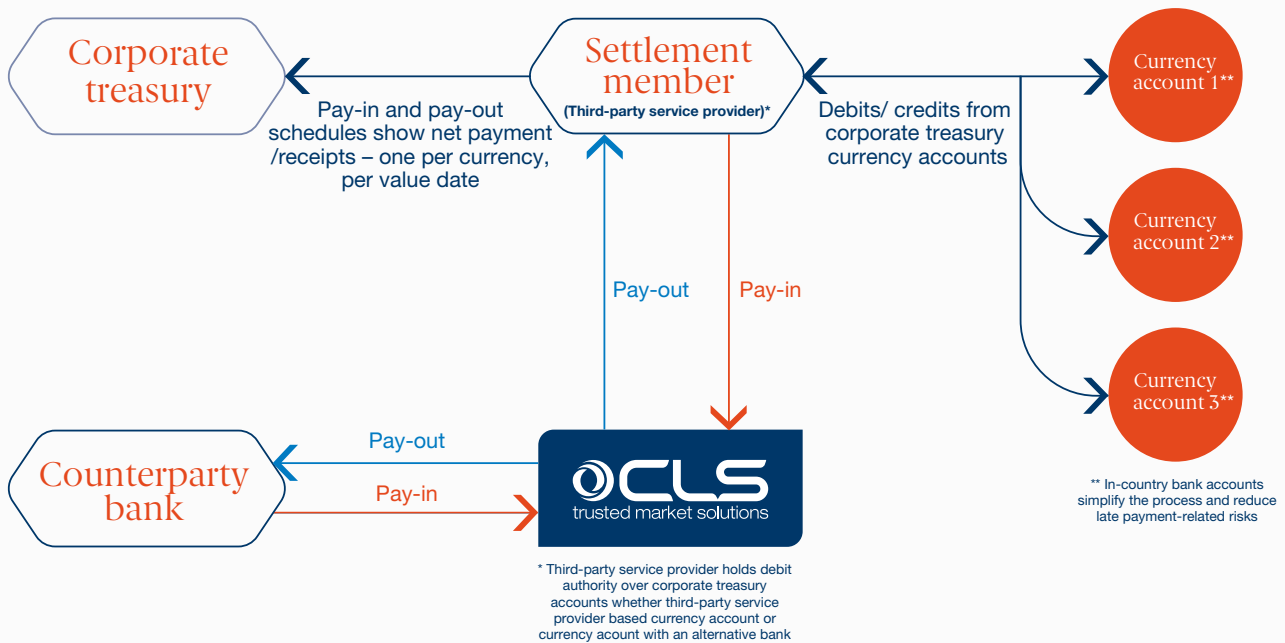 Corporate
treasury
Pay-in and pay-out
schedules show net payment
/receipts – one per currency,
per value date
Settlement
member
(Third-party service provider)*
Debits/ credits from
corporate treasury
currency accounts
Currency
account 1**
Currency
account 2**
Currency
account 3**
** In-country bank accounts
simplify the process and reduce
late payment-related risks
Pay-out
Pay-in
Counterparty
bank
Pay-out
Pay-in
CLS
trusted market solutions
* Third-party service provider holds debit
authority over corporate treasury
accounts whether third-party service
provider based currency account or
currency acount with an alternative bank